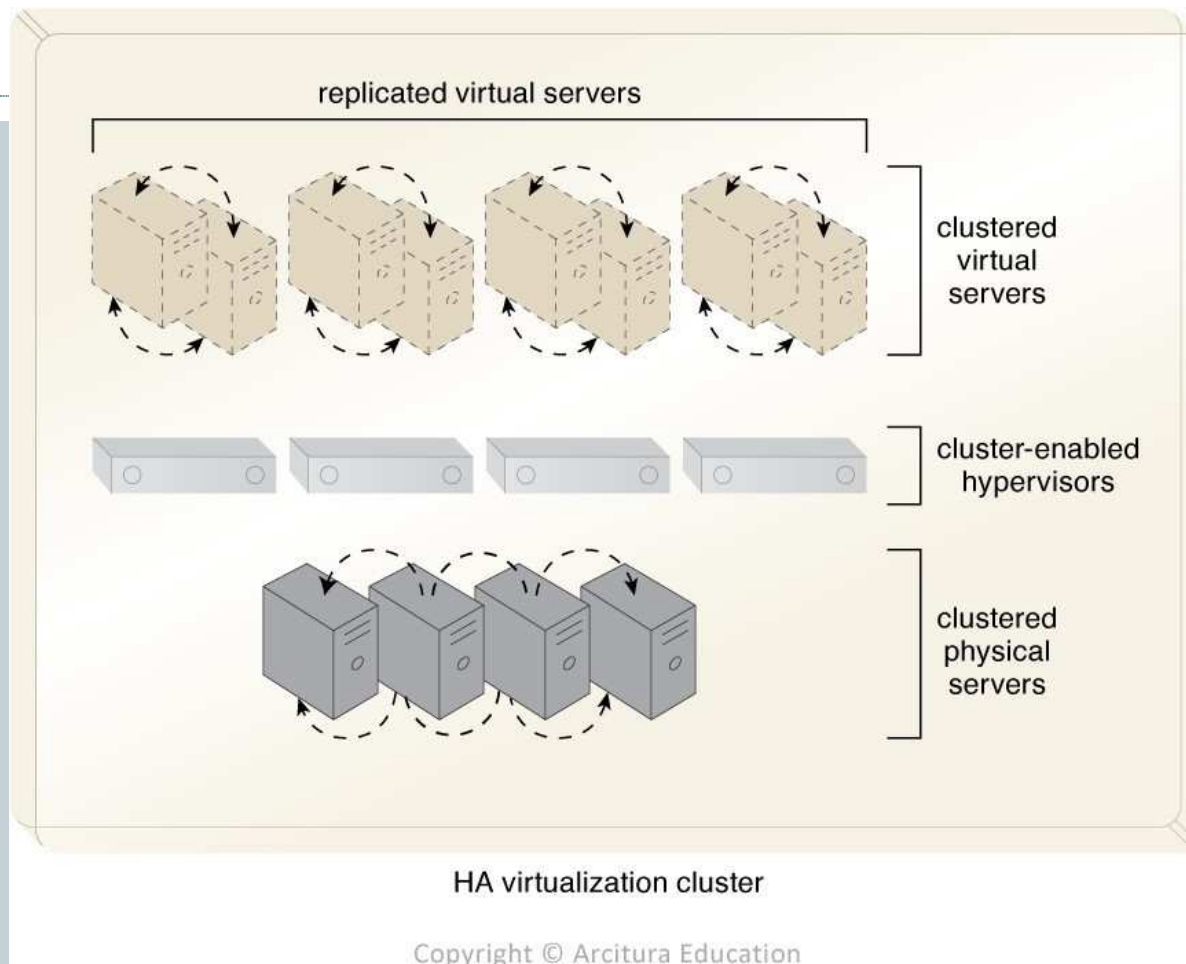 replicated virtual servers
clustered
virtual
servers
cluster-enabled
hypervisors
clustered
physical
servers
HA virtualization cluster
Copyright © Arcitura Education